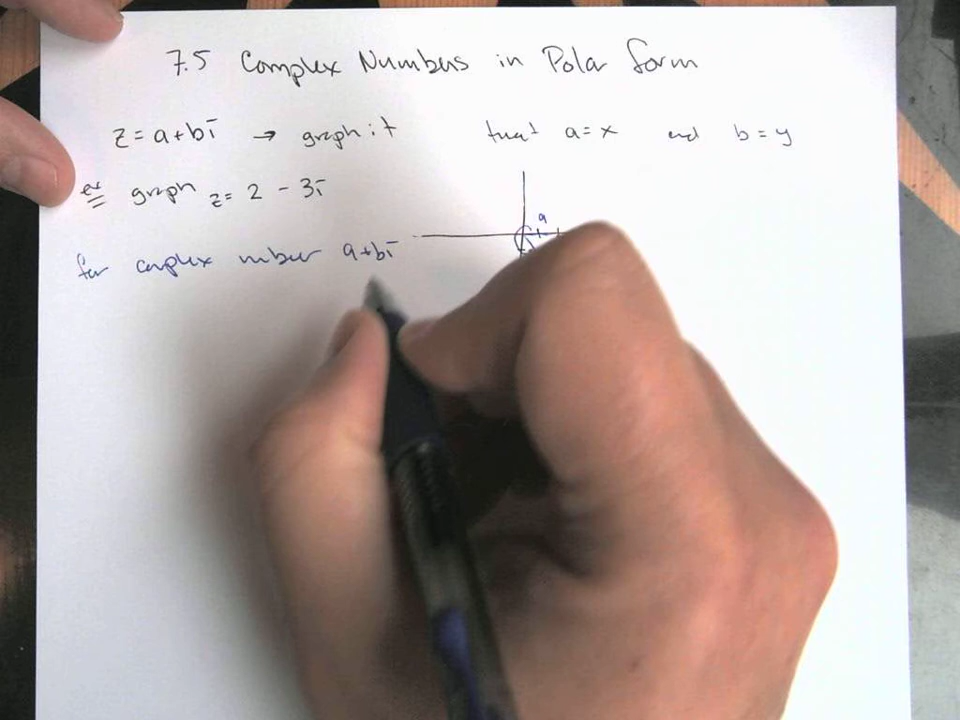 7.5 Complex Numbers in Polar form
z = a+bi → graph it treat a = x and b = y
ex graph z = 2 - 3i
a
for complex number a+bi